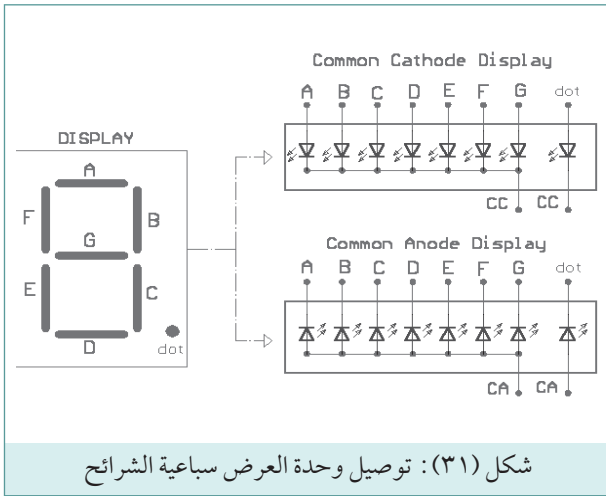 Common Cathode Display
A B C D E F G dot
CC CC
DISPLAY
A
F B
G
E C
D dot
Common Anode Display
A B C D E F G dot
CA CA
شكل (٣١): توصيل وحدة العرض سباعية الشرائح